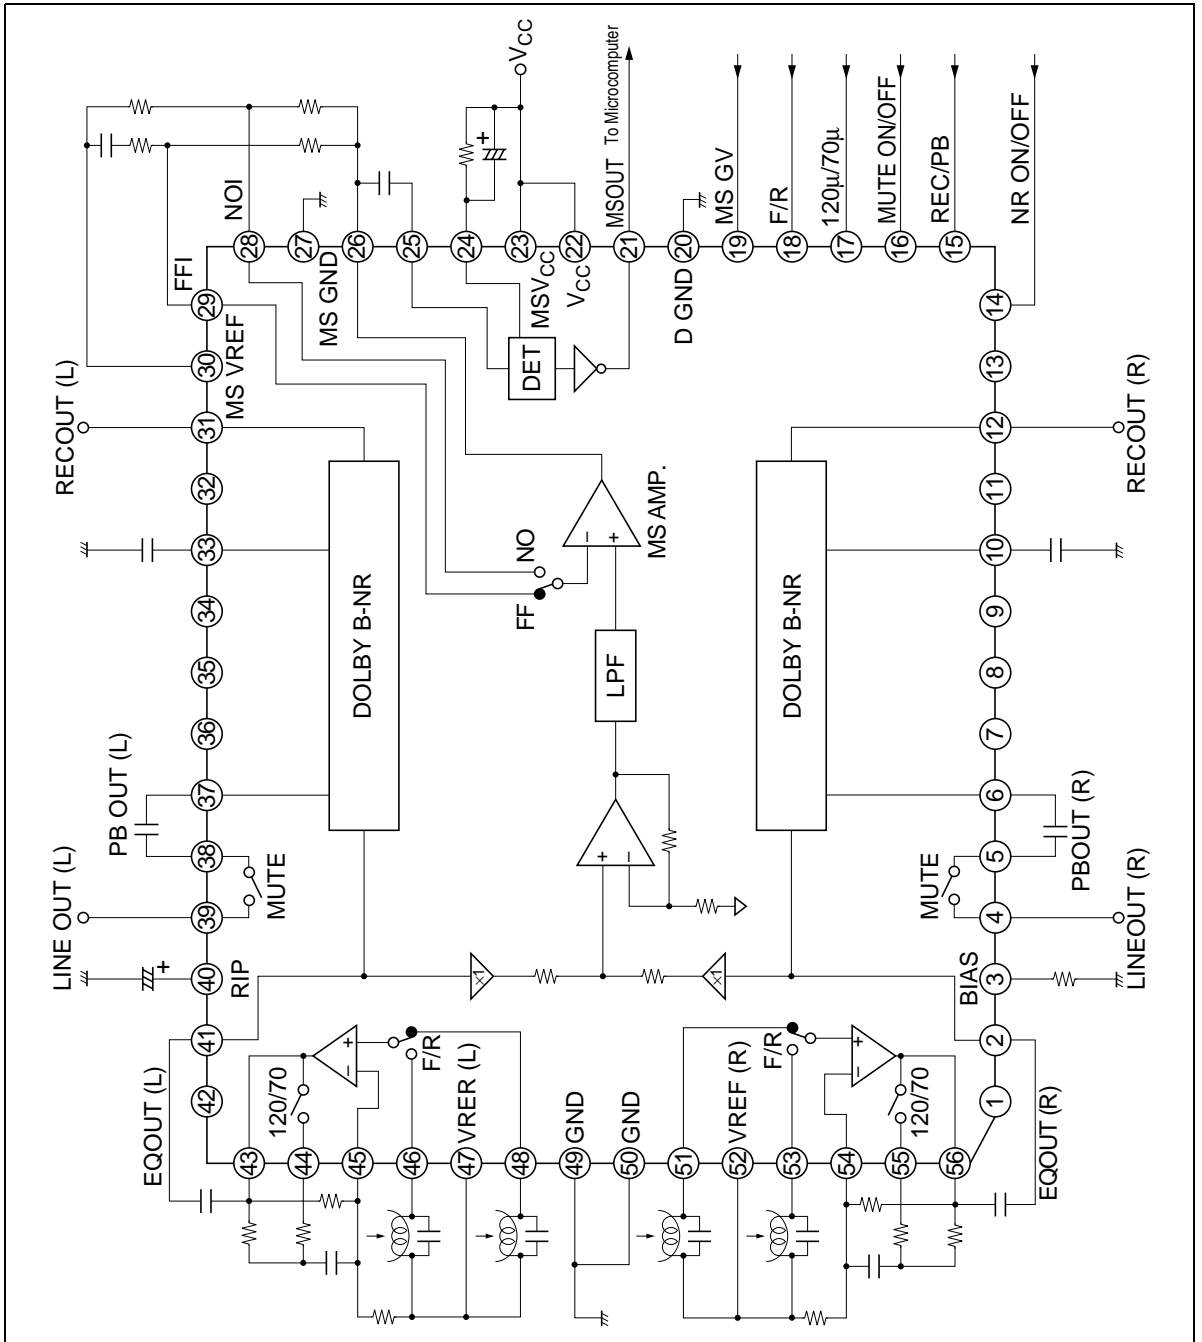 VCC
MSOUT To Microcomputer
MS GV
F/R
120µ/70µ
MUTE ON/OFF
REC/PB
NR ON/OFF
NOI
28
27
26
25
24
23
22
21
20
19
18
17
16
15
FFI
MS GND
MSVCC
VCC
D GND
29
14
MS VREF
30
13
DET
RECOUT (L)
31
12
RECOUT (R)
32
11
MS AMP.
−
+
NO
FF
33
10
34
9
DOLBY B-NR
LPF
DOLBY B-NR
35
8
36
7
PB OUT (L)
37
6
PBOUT (R)
38
5
MUTE
+
−
MUTE
LINE OUT (L)
39
4
LINEOUT (R)
+
40
RIP
×1
×1
BIAS
3
41
2
EQOUT (L)
42
120/70
+
−
F/R
VRER (L)
GND
GND
VREF (R)
F/R
+
−
120/70
1
EQOUT (R)
43
44
45
46
47
48
49
50
51
52
53
54
55
56